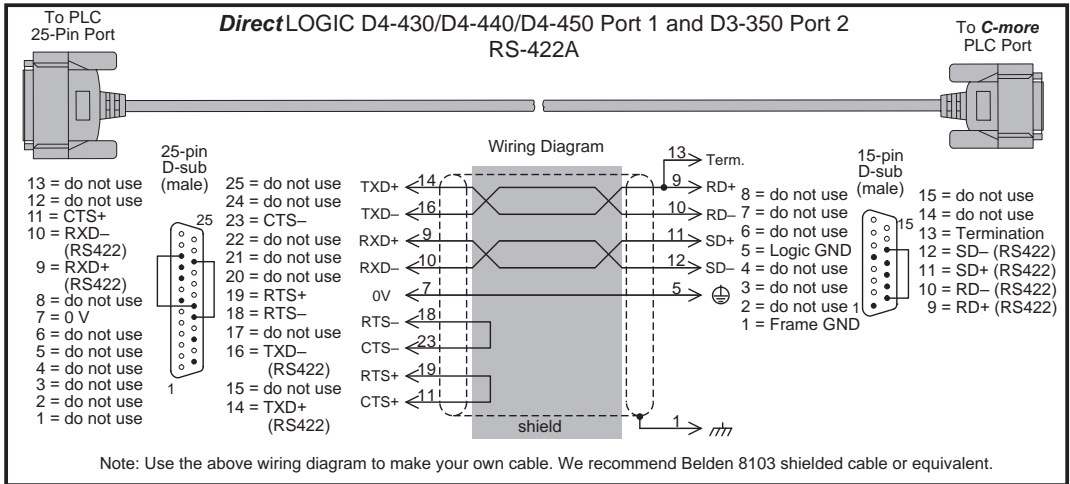 To PLC
25-Pin Port
DirectLOGIC D4-430/D4-440/D4-450 Port 1 and D3-350 Port 2
RS-422A
To C-more
PLC Port
25-pin
D-sub
(male)
13 = do not use
12 = do not use
11 = CTS+
10 = RXD–
(RS422)
9 = RXD+
(RS422)
8 = do not use
7 = 0 V
6 = do not use
5 = do not use
4 = do not use
3 = do not use
2 = do not use
1 = do not use
25
1
25 = do not use
24 = do not use
23 = CTS–
22 = do not use
21 = do not use
20 = do not use
19 = RTS+
18 = RTS–
17 = do not use
16 = TXD–
(RS422)
15 = do not use
14 = TXD+
(RS422)
Wiring Diagram
13 Term.
TXD+ 14 9 RD+
TXD– 16 10 RD–
RXD+ 9 11 SD+
RXD– 10 12 SD–
0V 7 5
RTS– 18
CTS– 23
RTS+ 19
CTS+ 11
shield
1
8 = do not use
7 = do not use
6 = do not use
5 = Logic GND
4 = do not use
3 = do not use
2 = do not use
1 = Frame GND
15-pin
D-sub
(male)
15
1
15 = do not use
14 = do not use
13 = Termination
12 = SD– (RS422)
11 = SD+ (RS422)
10 = RD– (RS422)
9 = RD+ (RS422)
Note: Use the above wiring diagram to make your own cable. We recommend Belden 8103 shielded cable or equivalent.